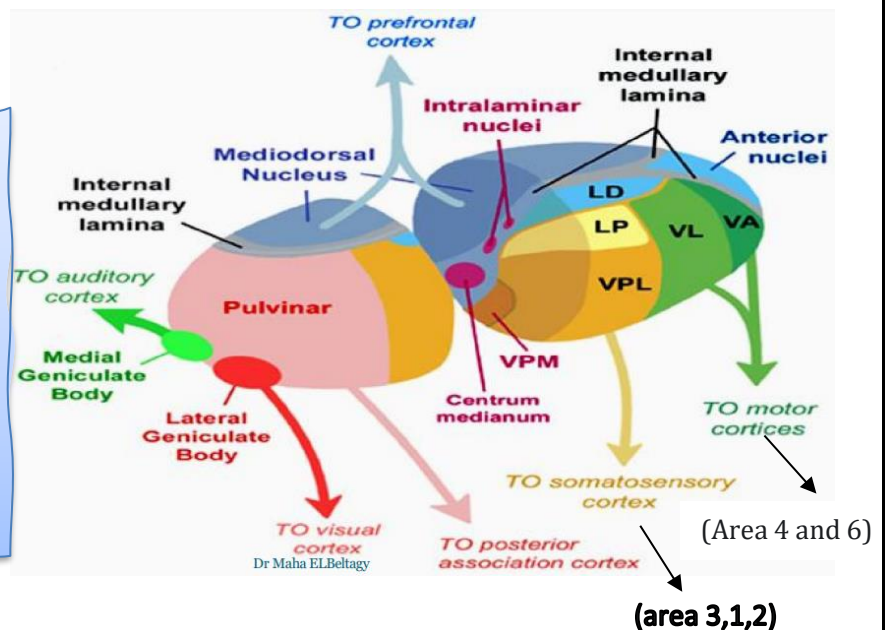 TO prefrontal
cortex
Internal
medullary
lamina
Intralaminar
nuclei
Anterior
nuclei
Mediodorsal
Nucleus
Internal
medullary
lamina
LD
LP
VL
VA
VPL
TO auditory
cortex
Pulvinar
Medial
Geniculate
Body
VPM
Centrum
medianum
Lateral
Geniculate
Body
TO motor
cortices
TO somatosensory
cortex
(Area 4 and 6)
TO visual
cortex
TO posterior
association cortex
Dr Maha ELBeltagy
(area 3,1,2)